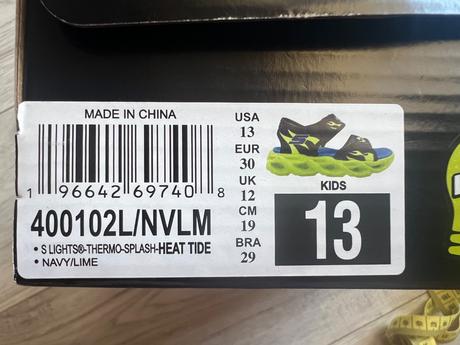 MADE IN CHINA
1 96642 69740 8
400102L/NVLM
• S LIGHTS®-THERMO-SPLASH-HEAT TIDE
• NAVY/LIME
USA
13
EUR
30
UK
12
CM
19
BRA
29
KIDS
13